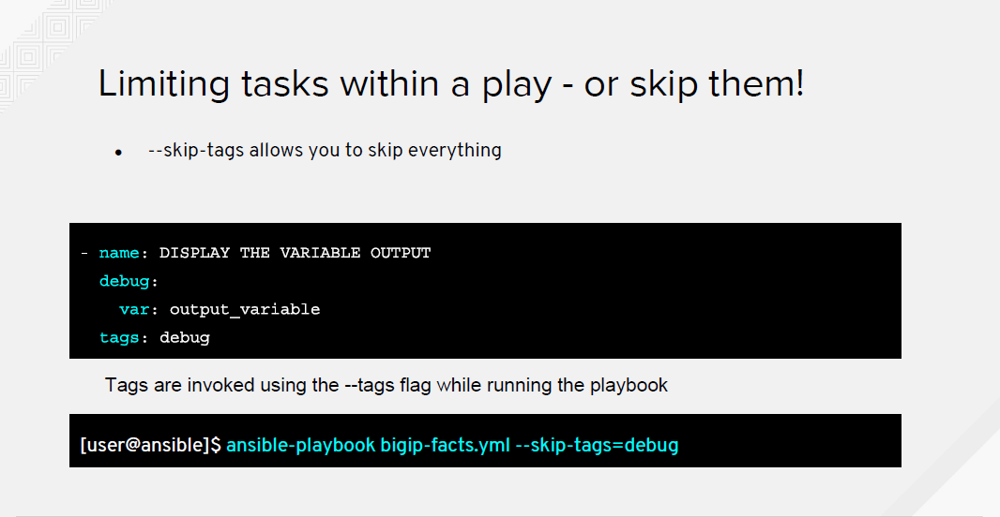 Limiting tasks within a play - or skip them!
● --skip-tags allows you to skip everything
- name: DISPLAY THE VARIABLE OUTPUT
debug:
var: output_variable
tags: debug
Tags are invoked using the --tags flag while running the playbook
[user@ansible]$ ansible-playbook bigip-facts.yml --skip-tags=debug